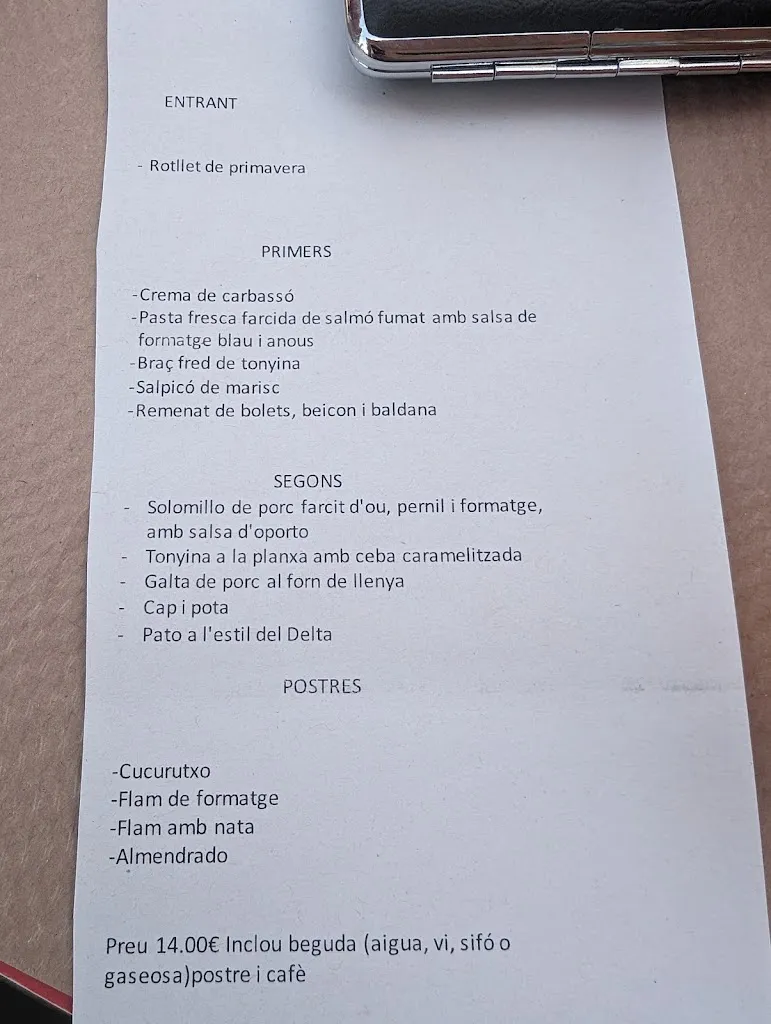 ENTRANT
- Rotllet de primavera
PRIMERS
-Crema de carbassó
-Pasta fresca farcida de salmó fumat amb salsa de
formatge blau i anous
-Braç fred de tonyina
-Salpicó de marisc
-Remenat de bolets, beicon i baldana
SEGONS
- Solomillo de porc farcit d'ou, pernil i formatge,
amb salsa d'oporto
- Tonyina a la planxa amb ceba caramelitzada
- Galta de porc al forn de llenya
- Cap i pota
- Pato a l'estil del Delta
POSTRES
-Cucurutxo
-Flam de formatge
-Flam amb nata
-Almendrado
Preu 14.00€ Inclou beguda (aigua, vi, sifó o
gaseosa)postre i cafè